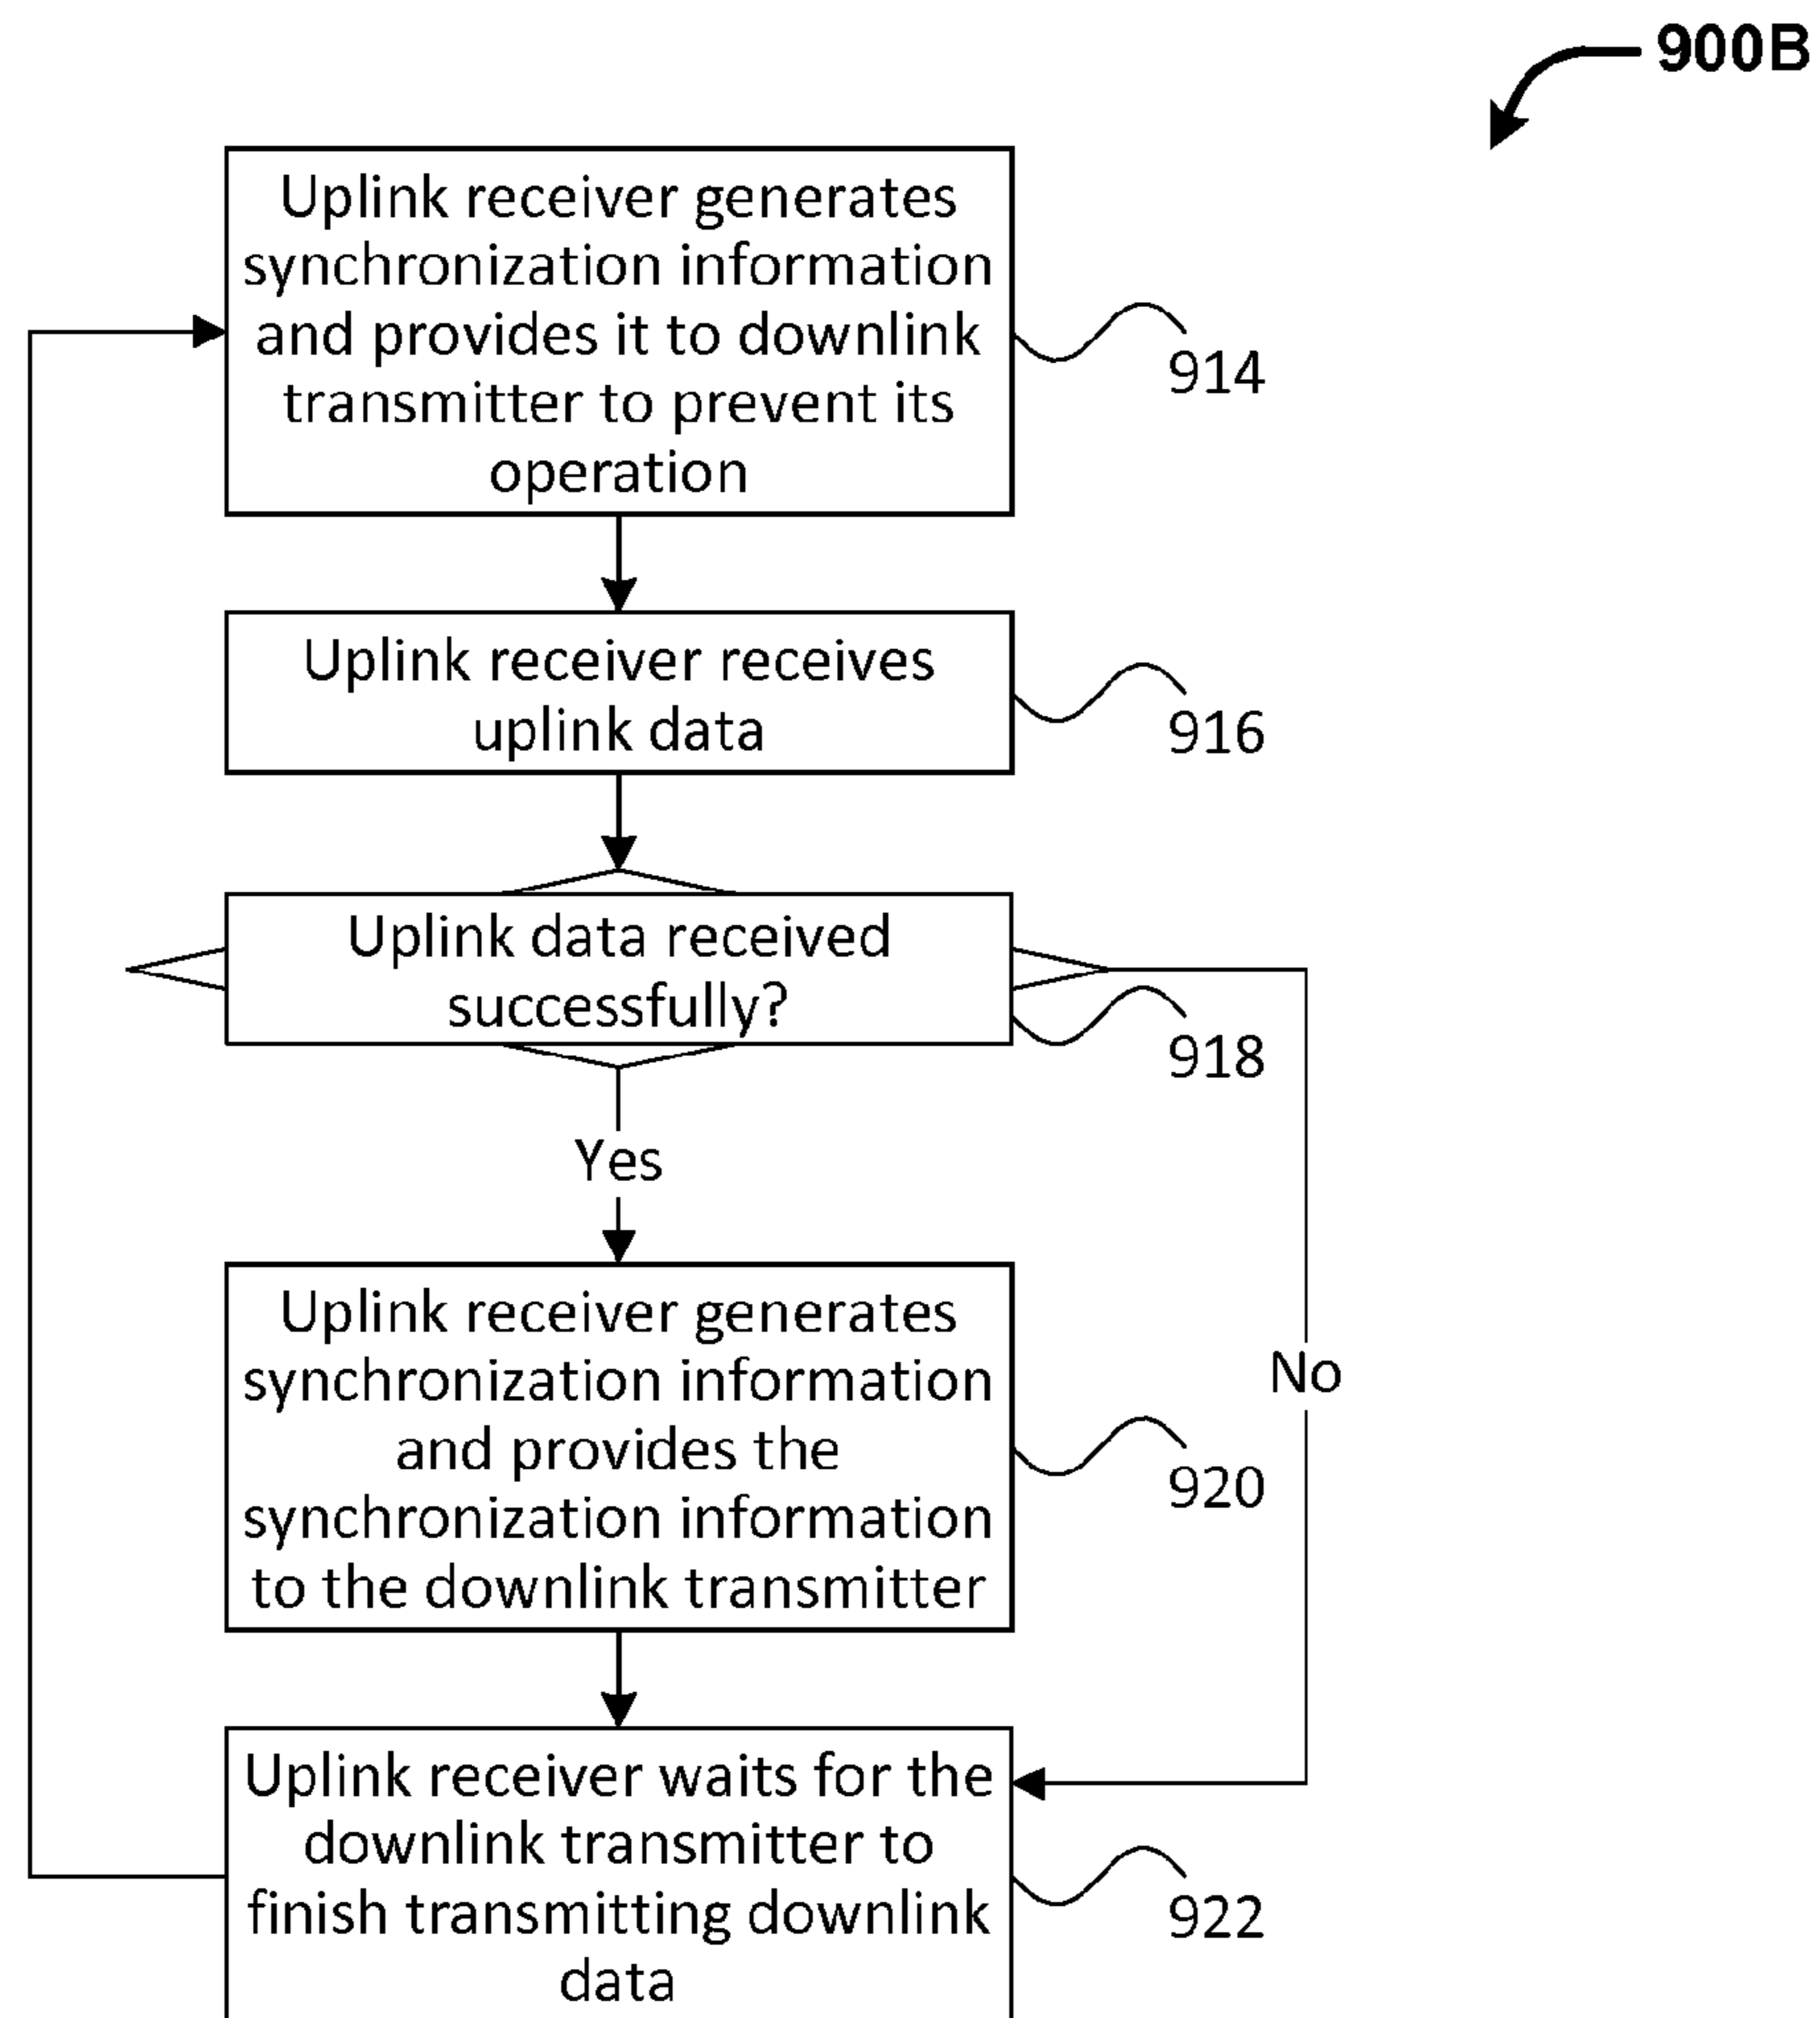 900B
Uplink receiver generates
synchronization information
and provides it to downlink
transmitter to prevent its
operation
914
Uplink receiver receives
uplink data
916
Uplink data received
successfully?
918
Yes
Uplink receiver generates
synchronization information
and provides the
synchronization information
to the downlink transmitter
920
No
Uplink receiver waits for the
downlink transmitter to
finish transmitting downlink
data
922